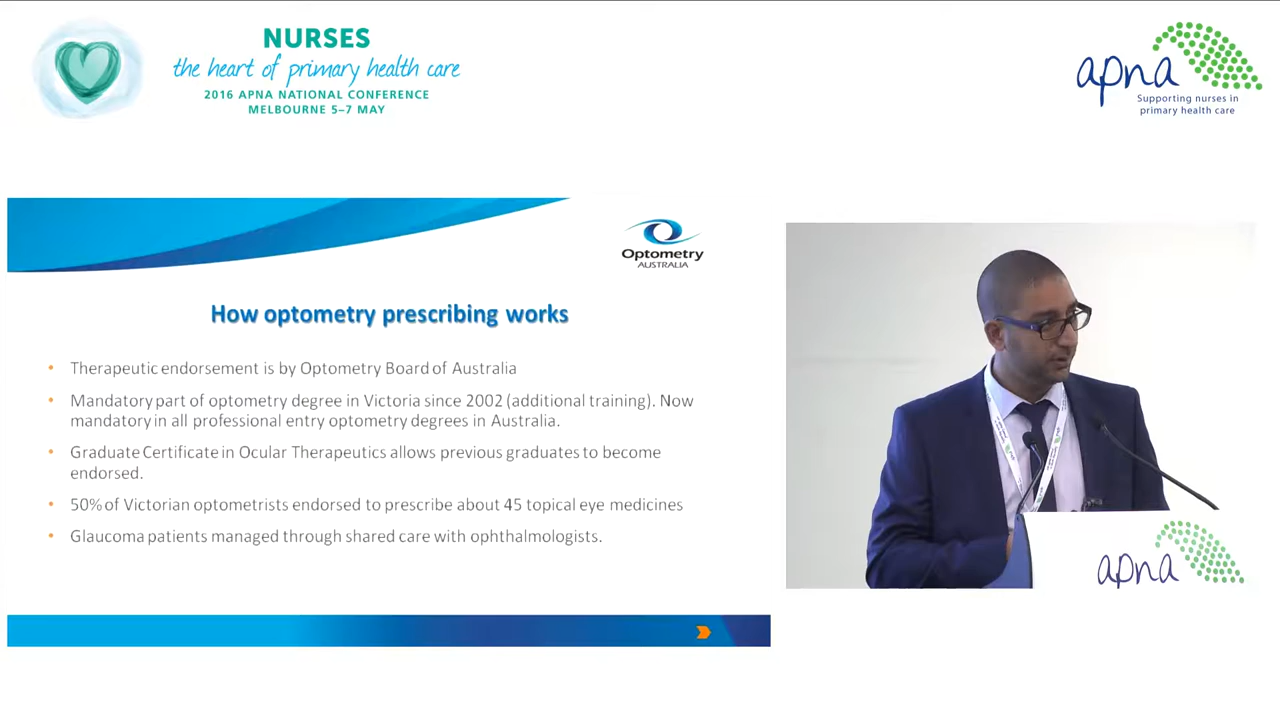 NURSES
the heart of primary health care
2016 APNA NATIONAL CONFERENCE
MELBOURNE 5–7 MAY
apna
Supporting nurses in
primary health care
Optometry
AUSTRALIA
How optometry prescribing works
• Therapeutic endorsement is by Optometry Board of Australia
• Mandatory part of optometry degree in Victoria since 2002 (additional training). Now
mandatory in all professional entry optometry degrees in Australia.
• Graduate Certificate in Ocular Therapeutics allows previous graduates to become
endorsed.
• 50% of Victorian optometrists endorsed to prescribe about 45 topical eye medicines
• Glaucoma patients managed through shared care with ophthalmologists.
apna